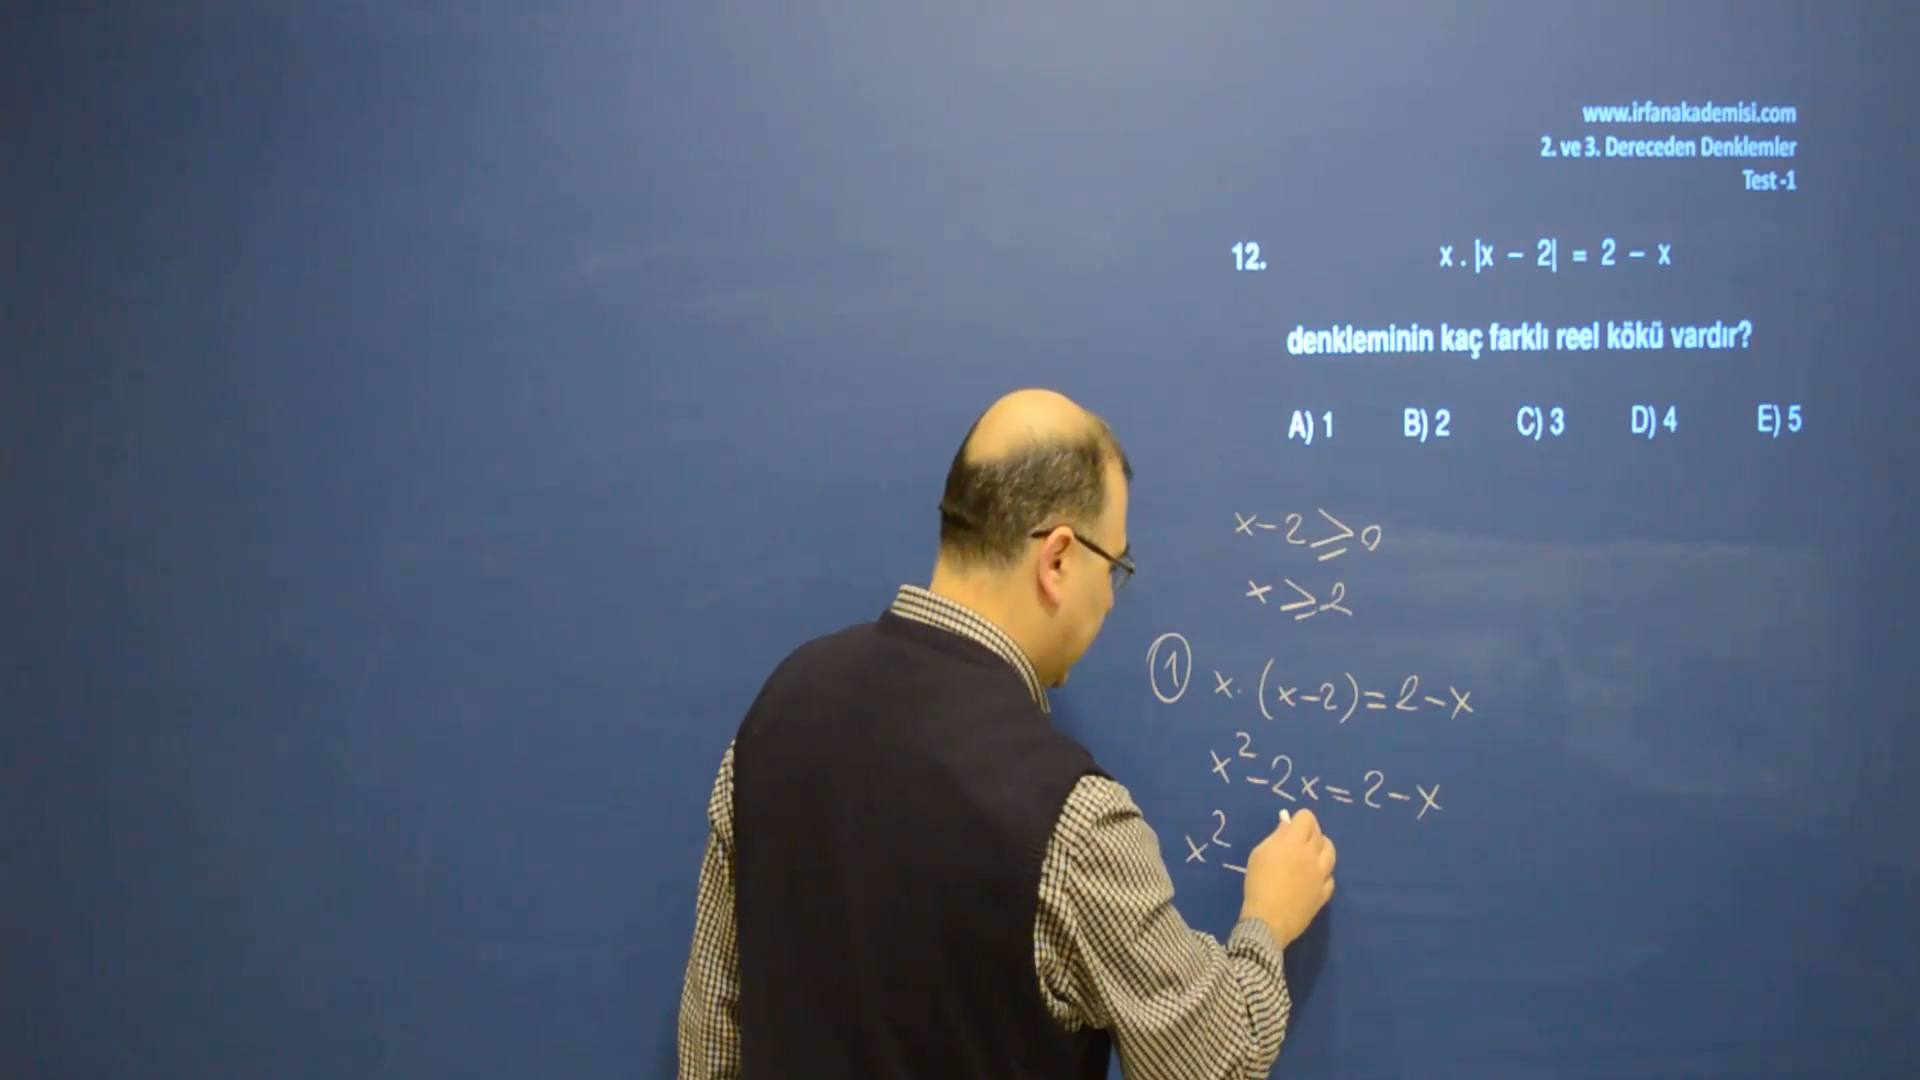 www.irfanakademisi.com
2. ve 3. Dereceden Denklemler
Test -1
12. x . |x - 2| = 2 - x
denkleminin kaç farklı reel kökü vardır?
A) 1 B) 2 C) 3 D) 4 E) 5
x-2≥0
x≥2
① x·(x-2)=2-x
x²-2x=2-x
x²-